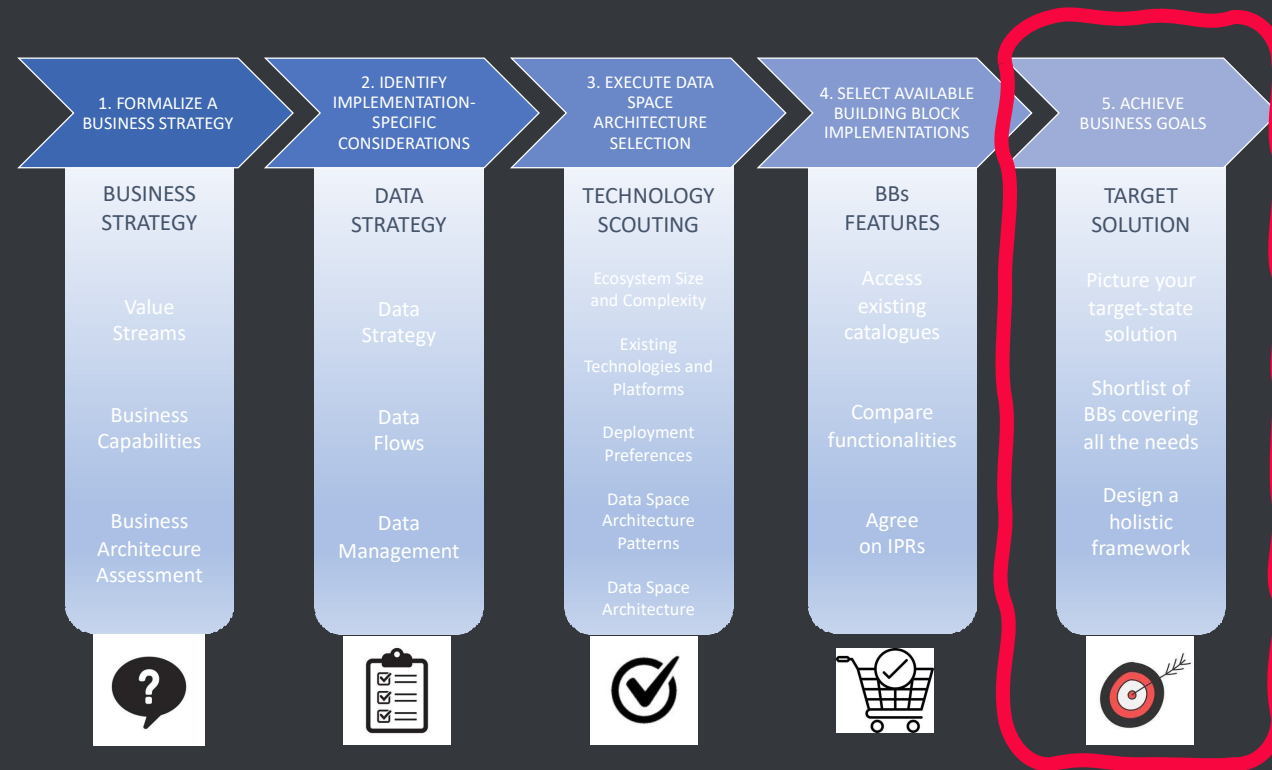 1. FORMALIZE A
BUSINESS STRATEGY
2. IDENTIFY
IMPLEMENTATION-
SPECIFIC
CONSIDERATIONS
3. EXECUTE DATA
SPACE
ARCHITECTURE
SELECTION
4. SELECT AVAILABLE
BUILDING BLOCK
IMPLEMENTATIONS
5. ACHIEVE
BUSINESS GOALS
BUSINESS
STRATEGY
Value
Streams
Business
Capabilities
Business
Architecure
Assessment
DATA
STRATEGY
Data
Strategy
Data
Flows
Data
Management
TECHNOLOGY
SCOUTING
Ecosystem Size
and Complexity
Existing
Technologies and
Platforms
Deployment
Preferences
Data Space
Architecture
Patterns
Data Space
Architecture
BBs
FEATURES
Access
existing
catalogues
Compare
functionalities
Agree
on IPRs
TARGET
SOLUTION
Picture your
target-state
solution
Shortlist of
BBs covering
all the needs
Design a
holistic
framework
?